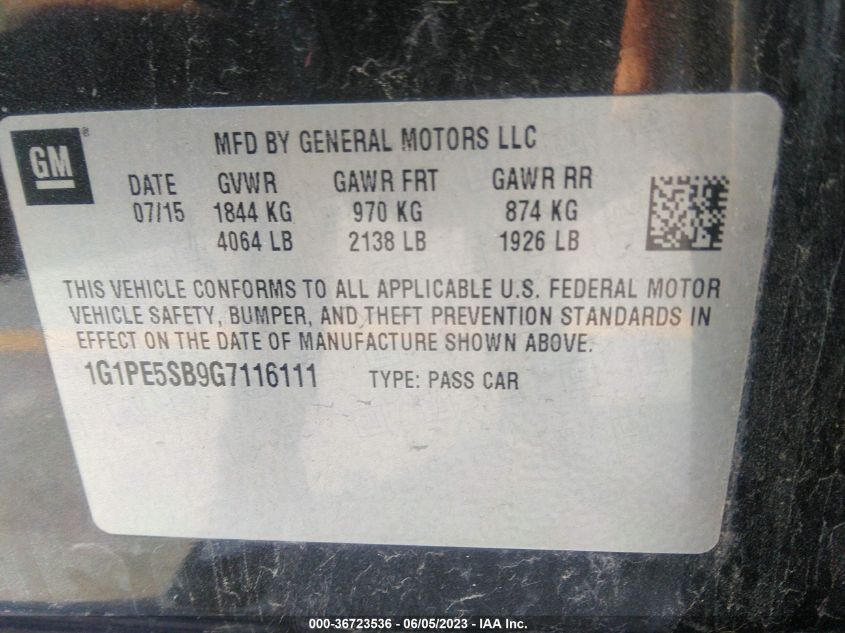 GM ®
MFD BY GENERAL MOTORS LLC
DATE GVWR GAWR FRT GAWR RR
07/15 1844 KG 970 KG 874 KG
4064 LB 2138 LB 1926 LB
THIS VEHICLE CONFORMS TO ALL APPLICABLE U.S. FEDERAL MOTOR
VEHICLE SAFETY, BUMPER, AND THEFT PREVENTION STANDARDS IN
EFFECT ON THE DATE OF MANUFACTURE SHOWN ABOVE.
1G1PE5SB9G7116111 TYPE: PASS CAR
000-36723536 - 06/05/2023 - IAA Inc.